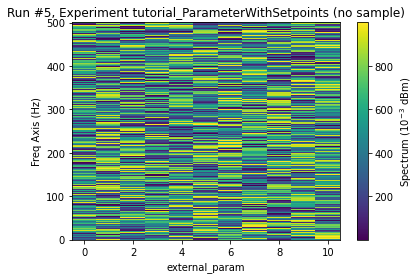 Run #5, Experiment tutorial_ParameterWithSetpoints (no sample)
Freq Axis (Hz)
500
400
300
200
100
0
0 2 4 6 8 10
external_param
800
600
400
200
Spectrum (10⁻³ dBm)